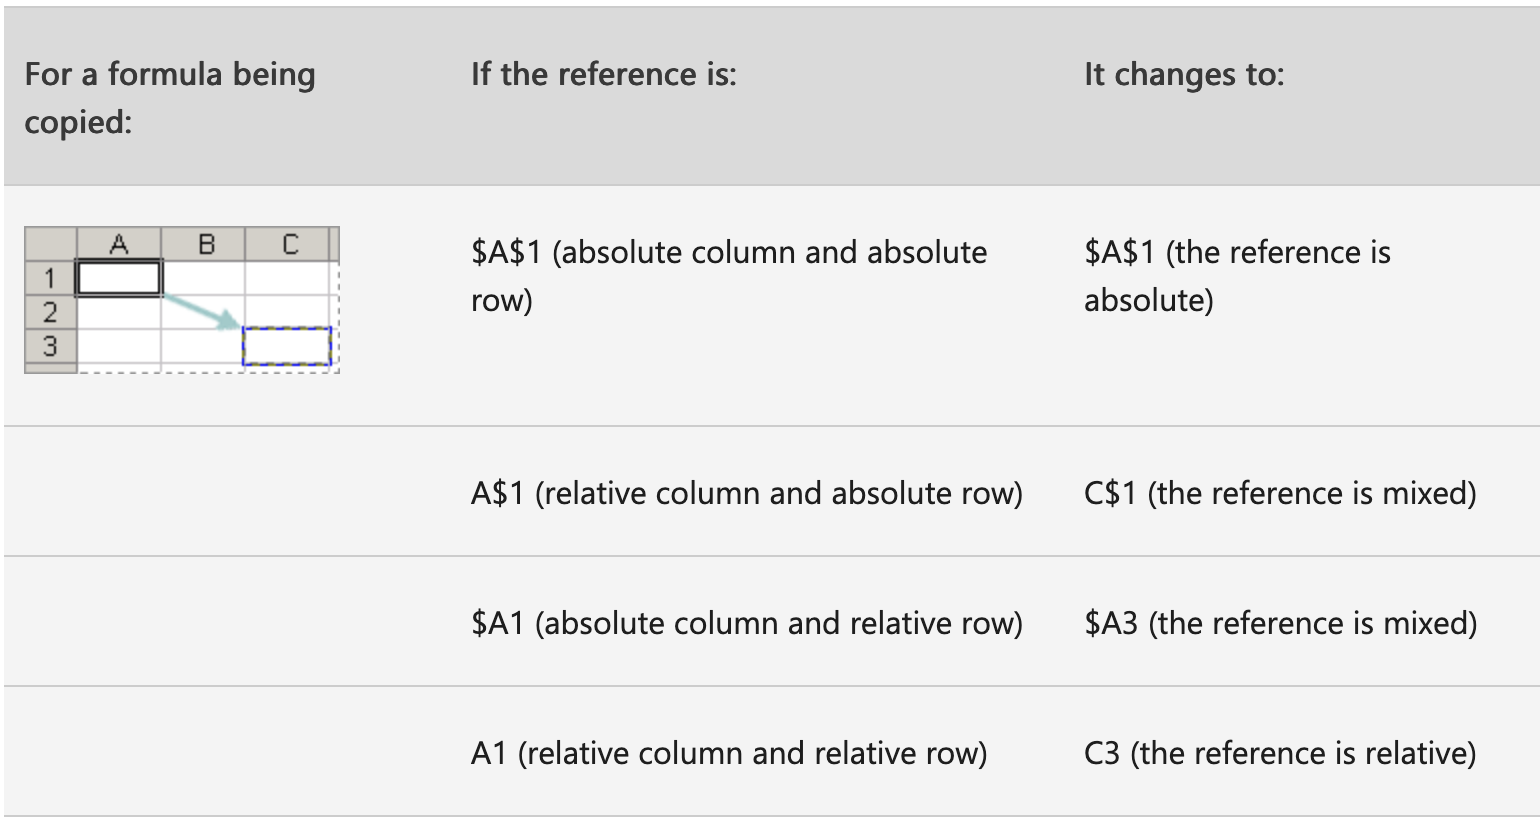 For a formula being
copied:
If the reference is:
It changes to:
A B C
1
2
3
$A$1 (absolute column and absolute
row)
$A$1 (the reference is
absolute)
A$1 (relative column and absolute row)
C$1 (the reference is mixed)
$A1 (absolute column and relative row)
$A3 (the reference is mixed)
A1 (relative column and relative row)
C3 (the reference is relative)